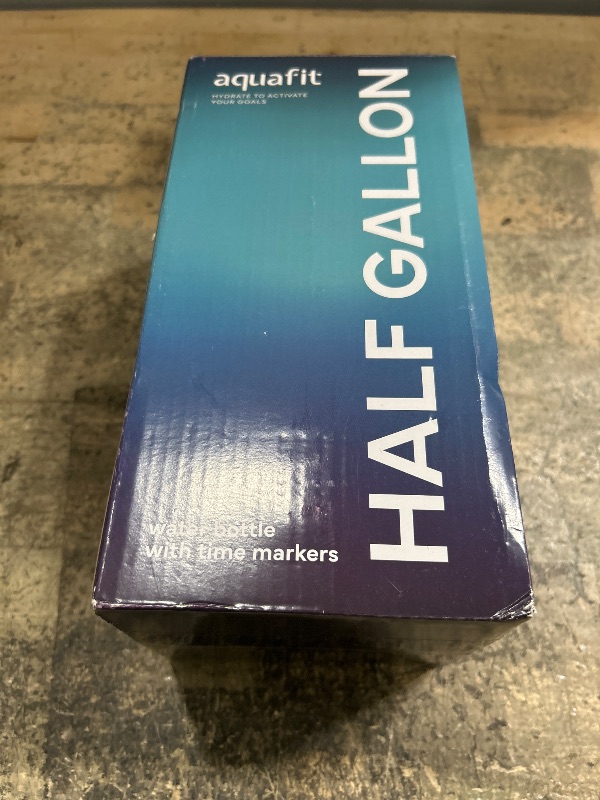 aquafit
HYDRATE TO ACTIVATE
YOUR GOALS
HALF GALLON
water bottle
with time markers